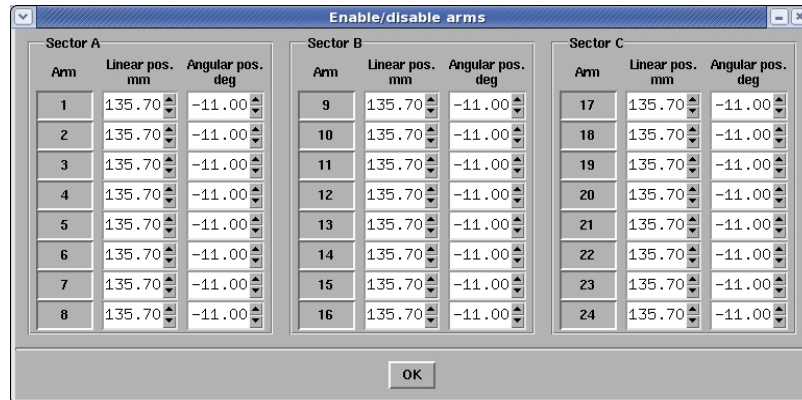 Enable/disable arms
Sector A Sector B Sector C
Arm Linear pos. mm Angular pos. deg Arm Linear pos. mm Angular pos. deg Arm Linear pos. mm Angular pos. deg
1 135.70 -11.00 9 135.70 -11.00 17 135.70 -11.00
2 135.70 -11.00 10 135.70 -11.00 18 135.70 -11.00
3 135.70 -11.00 11 135.70 -11.00 19 135.70 -11.00
4 135.70 -11.00 12 135.70 -11.00 20 135.70 -11.00
5 135.70 -11.00 13 135.70 -11.00 21 135.70 -11.00
6 135.70 -11.00 14 135.70 -11.00 22 135.70 -11.00
7 135.70 -11.00 15 135.70 -11.00 23 135.70 -11.00
8 135.70 -11.00 16 135.70 -11.00 24 135.70 -11.00
OK